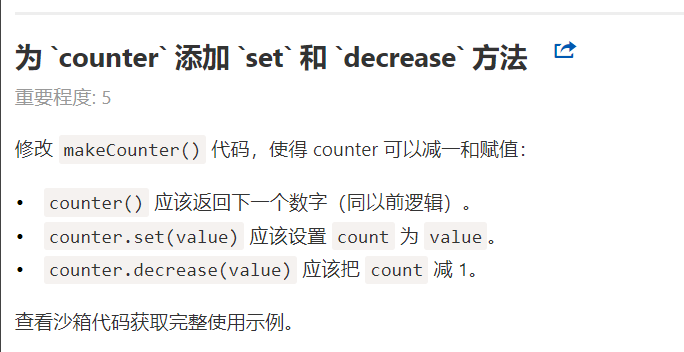 为 `counter` 添加 `set` 和 `decrease` 方法
重要程度: 5
修改 makeCounter() 代码，使得 counter 可以减一和赋值：
• counter() 应该返回下一个数字（同以前逻辑）。
• counter.set(value) 应该设置 count 为 value。
• counter.decrease(value) 应该把 count 减 1。
查看沙箱代码获取完整使用示例。